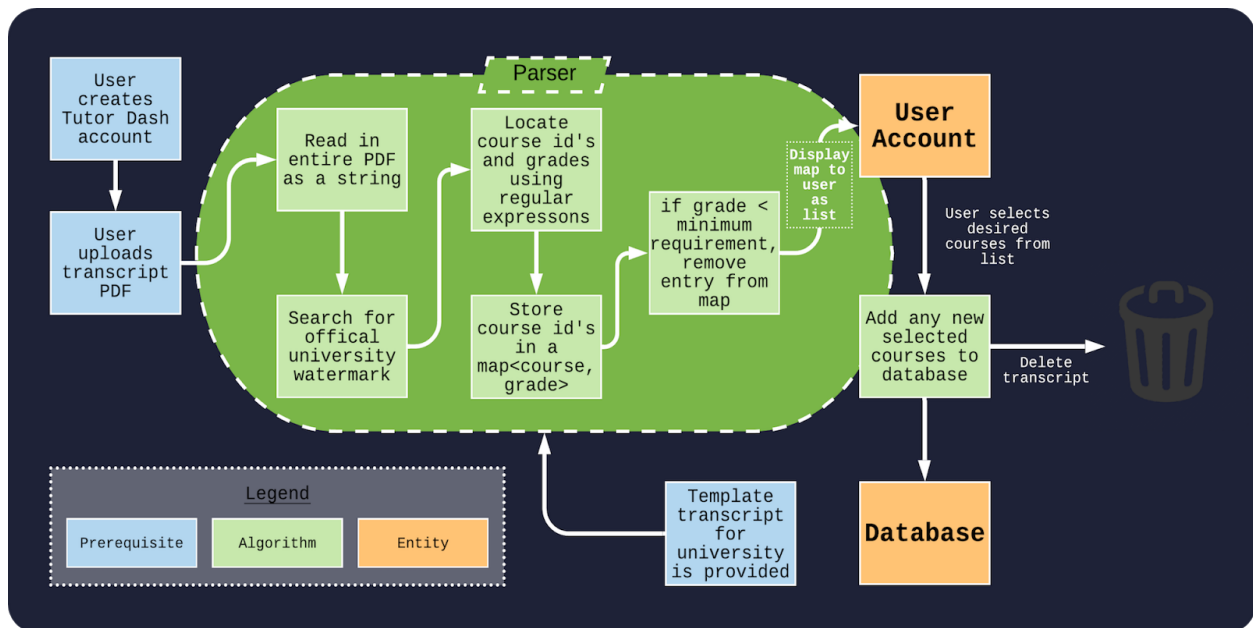 User
creates
Tutor Dash
account
User
uploads
transcript
PDF
Parser
Read in
entire PDF
as a string
Search for
offical
university
watermark
Locate
course id's
and grades
using
regular
expressons
Store
course id's
in a
map<course,
grade>
if grade <
minimum
requirement,
remove
entry from
map
Display
map to
user
as
list
User
Account
User selects
desired
courses from
list
Add any new
selected
courses to
database
Delete
transcript
Database
Template
transcript
for
university
is provided
Legend
Prerequisite
Algorithm
Entity